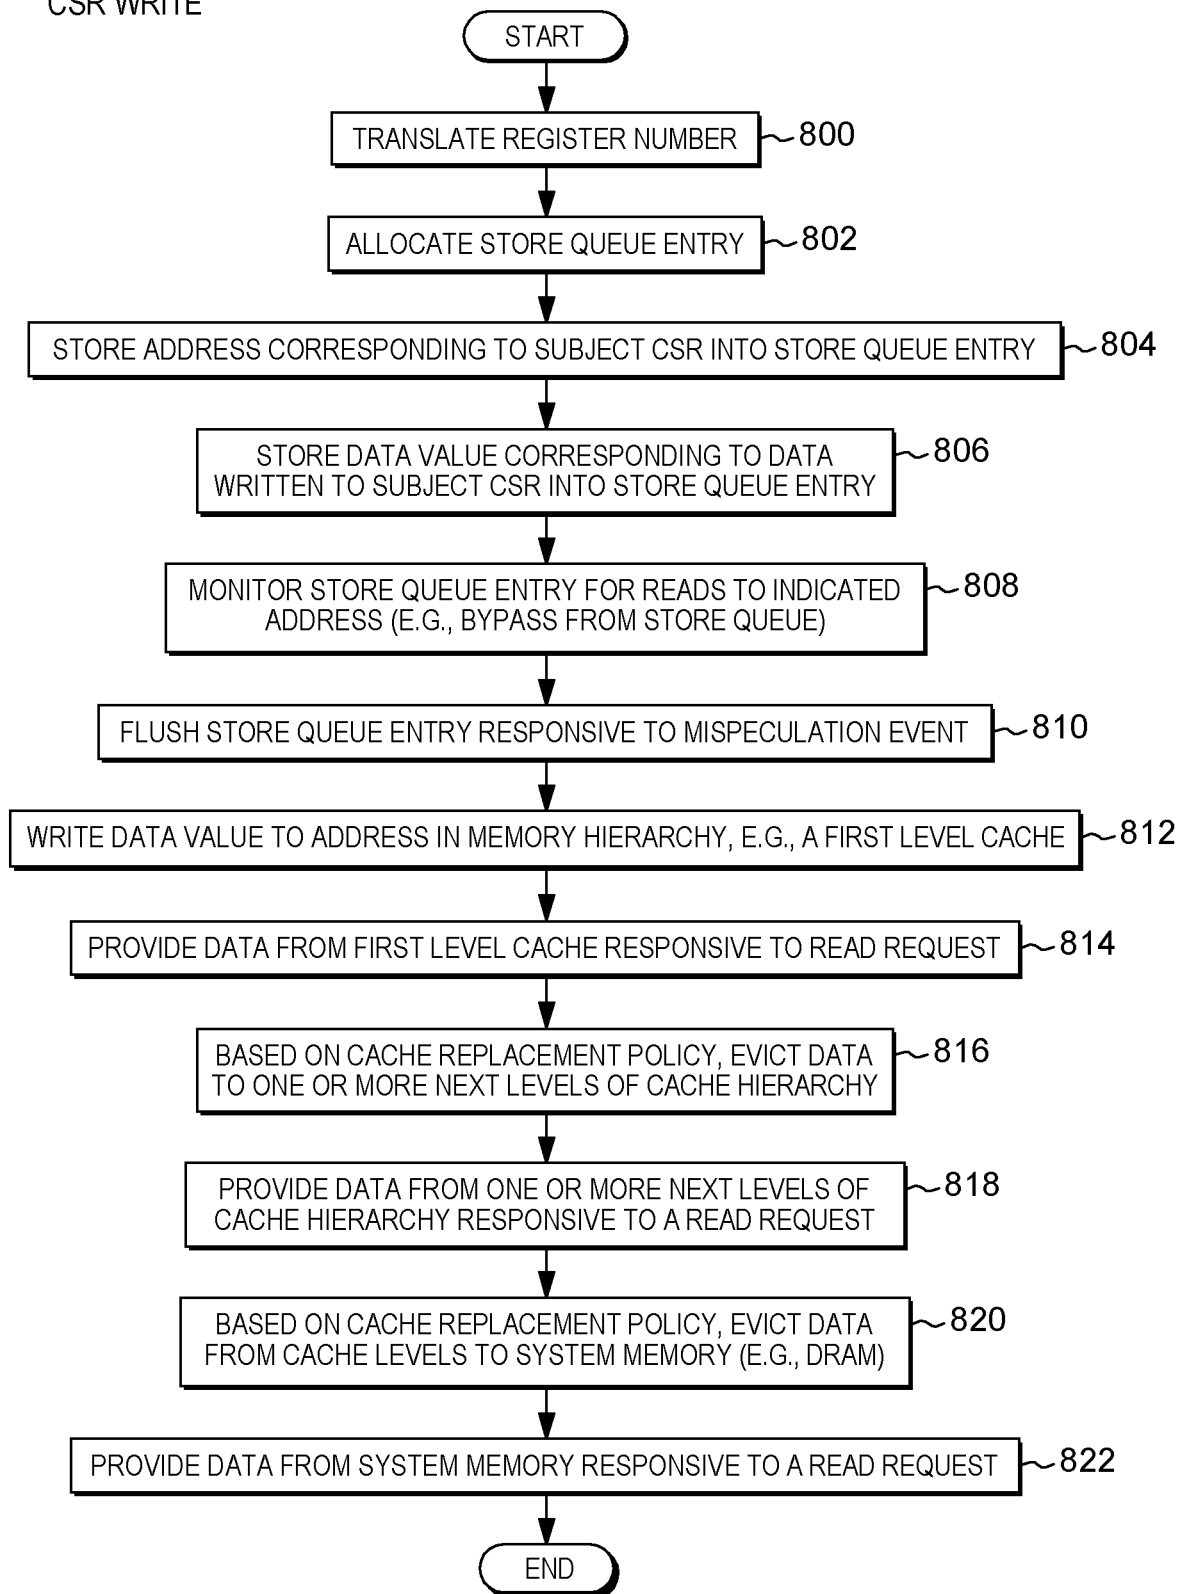 CSR WRITE
START
TRANSLATE REGISTER NUMBER
800
ALLOCATE STORE QUEUE ENTRY
802
STORE ADDRESS CORRESPONDING TO SUBJECT CSR INTO STORE QUEUE ENTRY
804
STORE DATA VALUE CORRESPONDING TO DATA
WRITTEN TO SUBJECT CSR INTO STORE QUEUE ENTRY
806
MONITOR STORE QUEUE ENTRY FOR READS TO INDICATED
ADDRESS (E.G., BYPASS FROM STORE QUEUE)
808
FLUSH STORE QUEUE ENTRY RESPONSIVE TO MISPECULATION EVENT
810
WRITE DATA VALUE TO ADDRESS IN MEMORY HIERARCHY, E.G., A FIRST LEVEL CACHE
812
PROVIDE DATA FROM FIRST LEVEL CACHE RESPONSIVE TO READ REQUEST
814
BASED ON CACHE REPLACEMENT POLICY, EVICT DATA
TO ONE OR MORE NEXT LEVELS OF CACHE HIERARCHY
816
PROVIDE DATA FROM ONE OR MORE NEXT LEVELS OF
CACHE HIERARCHY RESPONSIVE TO A READ REQUEST
818
BASED ON CACHE REPLACEMENT POLICY, EVICT DATA
FROM CACHE LEVELS TO SYSTEM MEMORY (E.G., DRAM)
820
PROVIDE DATA FROM SYSTEM MEMORY RESPONSIVE TO A READ REQUEST
822
END